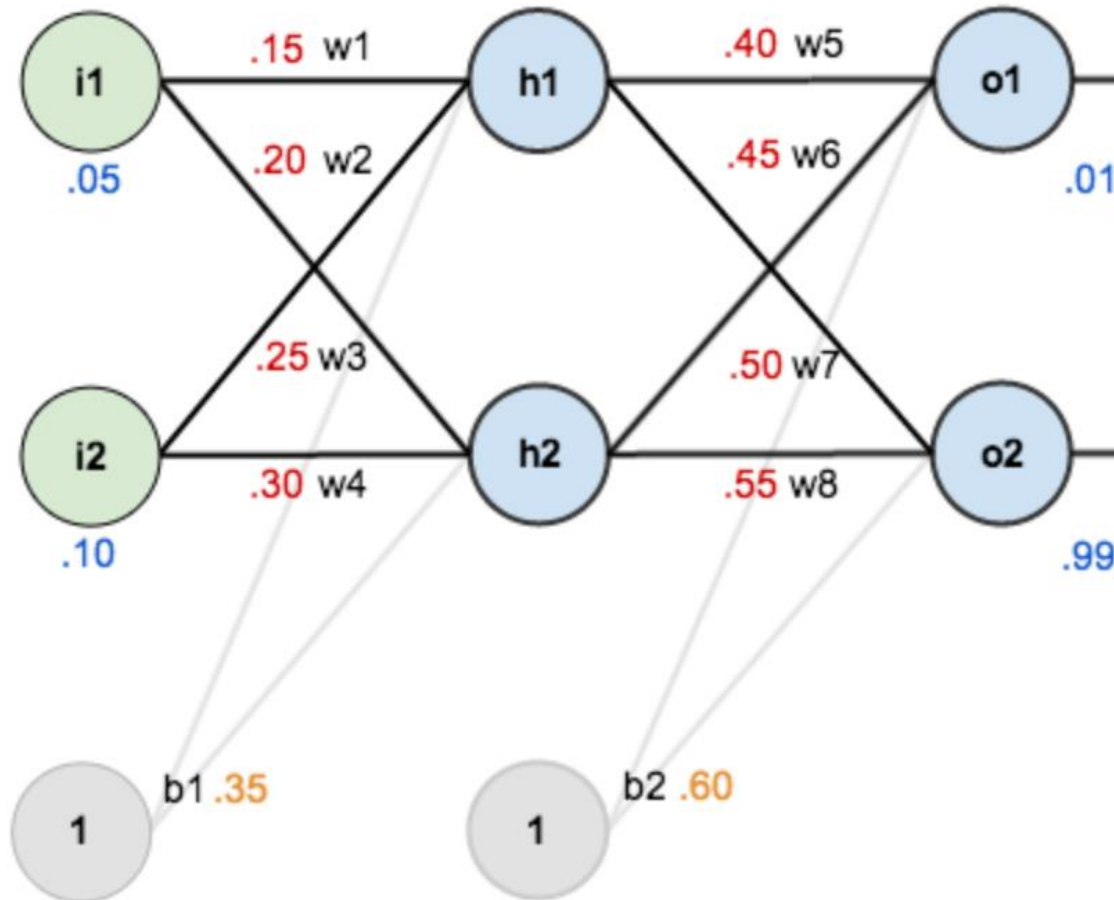 i1 .15 w1 h1 .40 w5 o1
.05 .20 w2 .45 w6 .01
.25 w3 .50 w7
i2 .30 w4 h2 .55 w8 o2
.10 .99
1 b1 .35 1 b2 .60